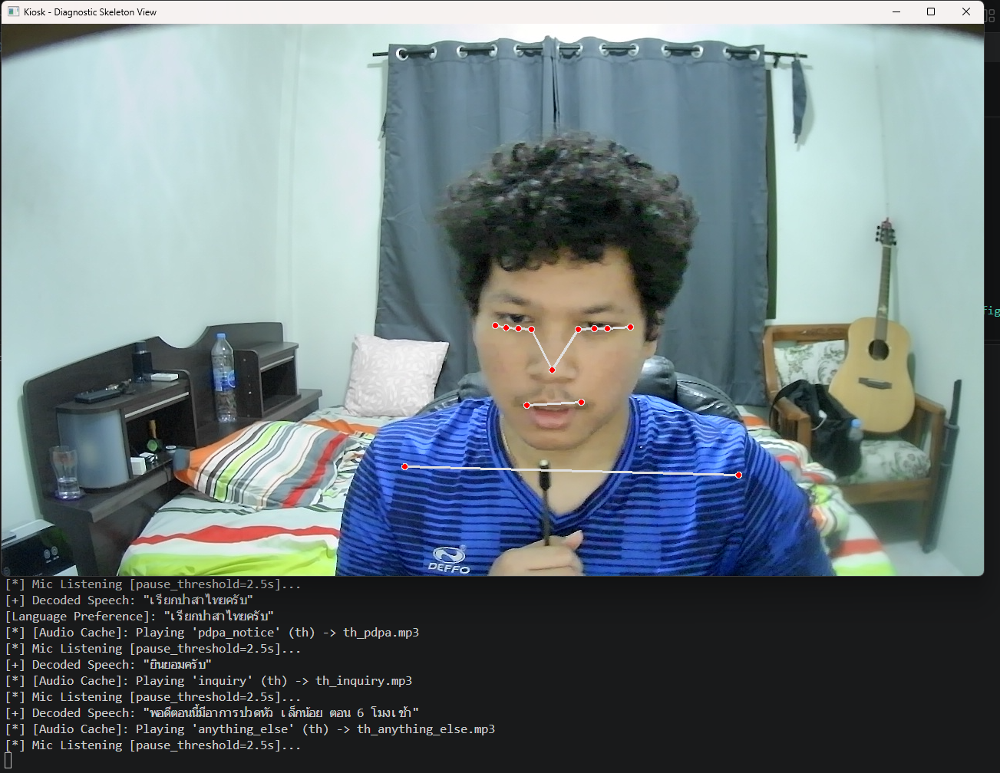 Kiosk - Diagnostic Skeleton View
fig
DEFFO
[*] Mic Listening [pause_threshold=2.5s]...
[+] Decoded Speech: "เรียกปาสาไทยครับ"
[Language Preference]: "เรียกปาสาไทยครับ"
[*] [Audio Cache]: Playing 'pdpa_notice' (th) -> th_pdpa.mp3
[*] Mic Listening [pause_threshold=2.5s]...
[+] Decoded Speech: "ยินยอมครับ"
[*] [Audio Cache]: Playing 'inquiry' (th) -> th_inquiry.mp3
[*] Mic Listening [pause_threshold=2.5s]...
[+] Decoded Speech: "พอดีตอนนี้มีอาการปวดหัว เล็กน้อย ตอน 6 โมงเช้า"
[*] [Audio Cache]: Playing 'anything_else' (th) -> th_anything_else.mp3
[*] Mic Listening [pause_threshold=2.5s]...